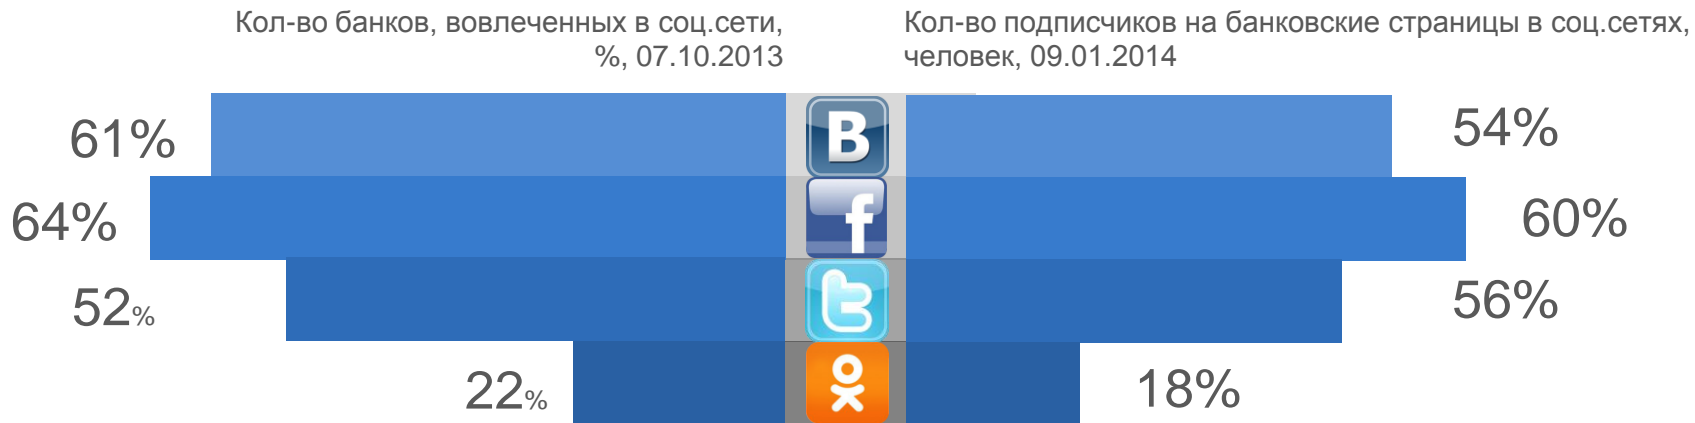 Кол-во банков, вовлеченных в соц.сети,
%, 07.10.2013
Кол-во подписчиков на банковские страницы в соц.сетях,
человек, 09.01.2014
61%
B
54%
64%
f
60%
52%
t
56%
22%
18%